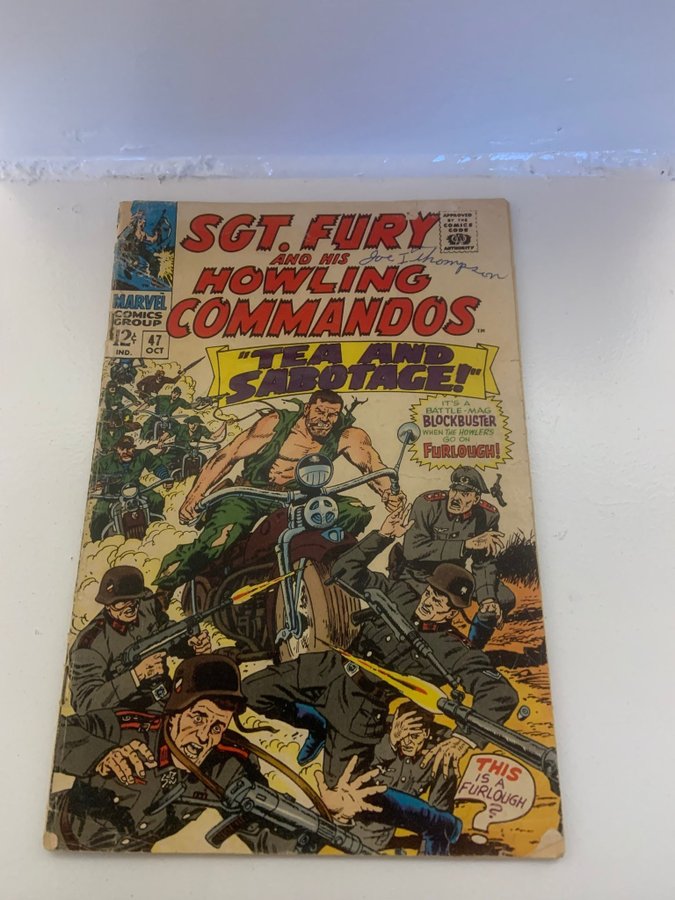 SGT. FURY
AND HIS
HOWLING
COMMANDOS
TM
APPROVED
BY THE
COMICS
CODE
AUTHORITY
Joe I Thompson
MARVEL
COMICS
GROUP
12¢
IND.
47
OCT
"TEA AND
SABOTAGE!"
IT'S A
BATTLE-MAG
BLOCKBUSTER
WHEN THE HOWLERS
GO ON
FURLOUGH!
THIS
IS A
FURLOUGH?